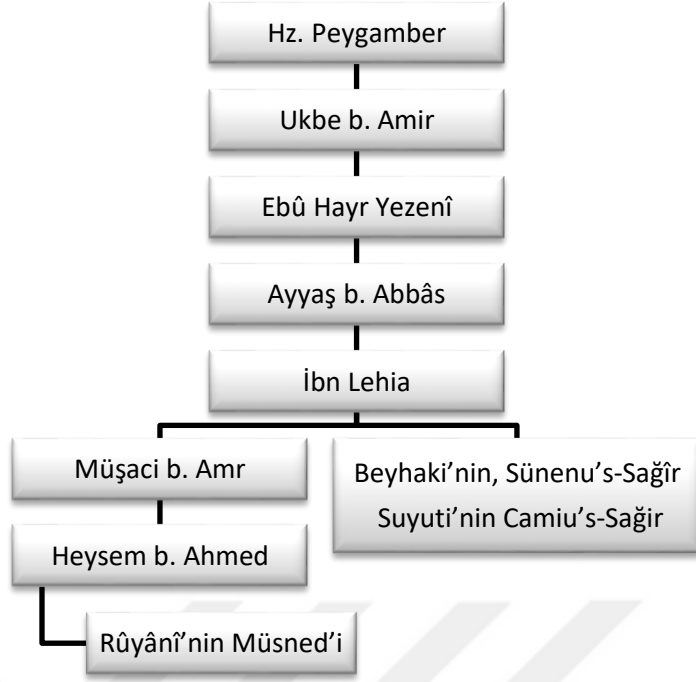 Hz. Peygamber
Ukbe b. Amir
Ebû Hayr Yezenî
Ayyaş b. Abbâs
İbn Lehia
Müşaci b. Amr
Heysem b. Ahmed
Rûyânî’nin Müsned’i
Beyhaki’nin, Sünenu’s-Sağîr
Suyuti’nin Camiu’s-Sağir